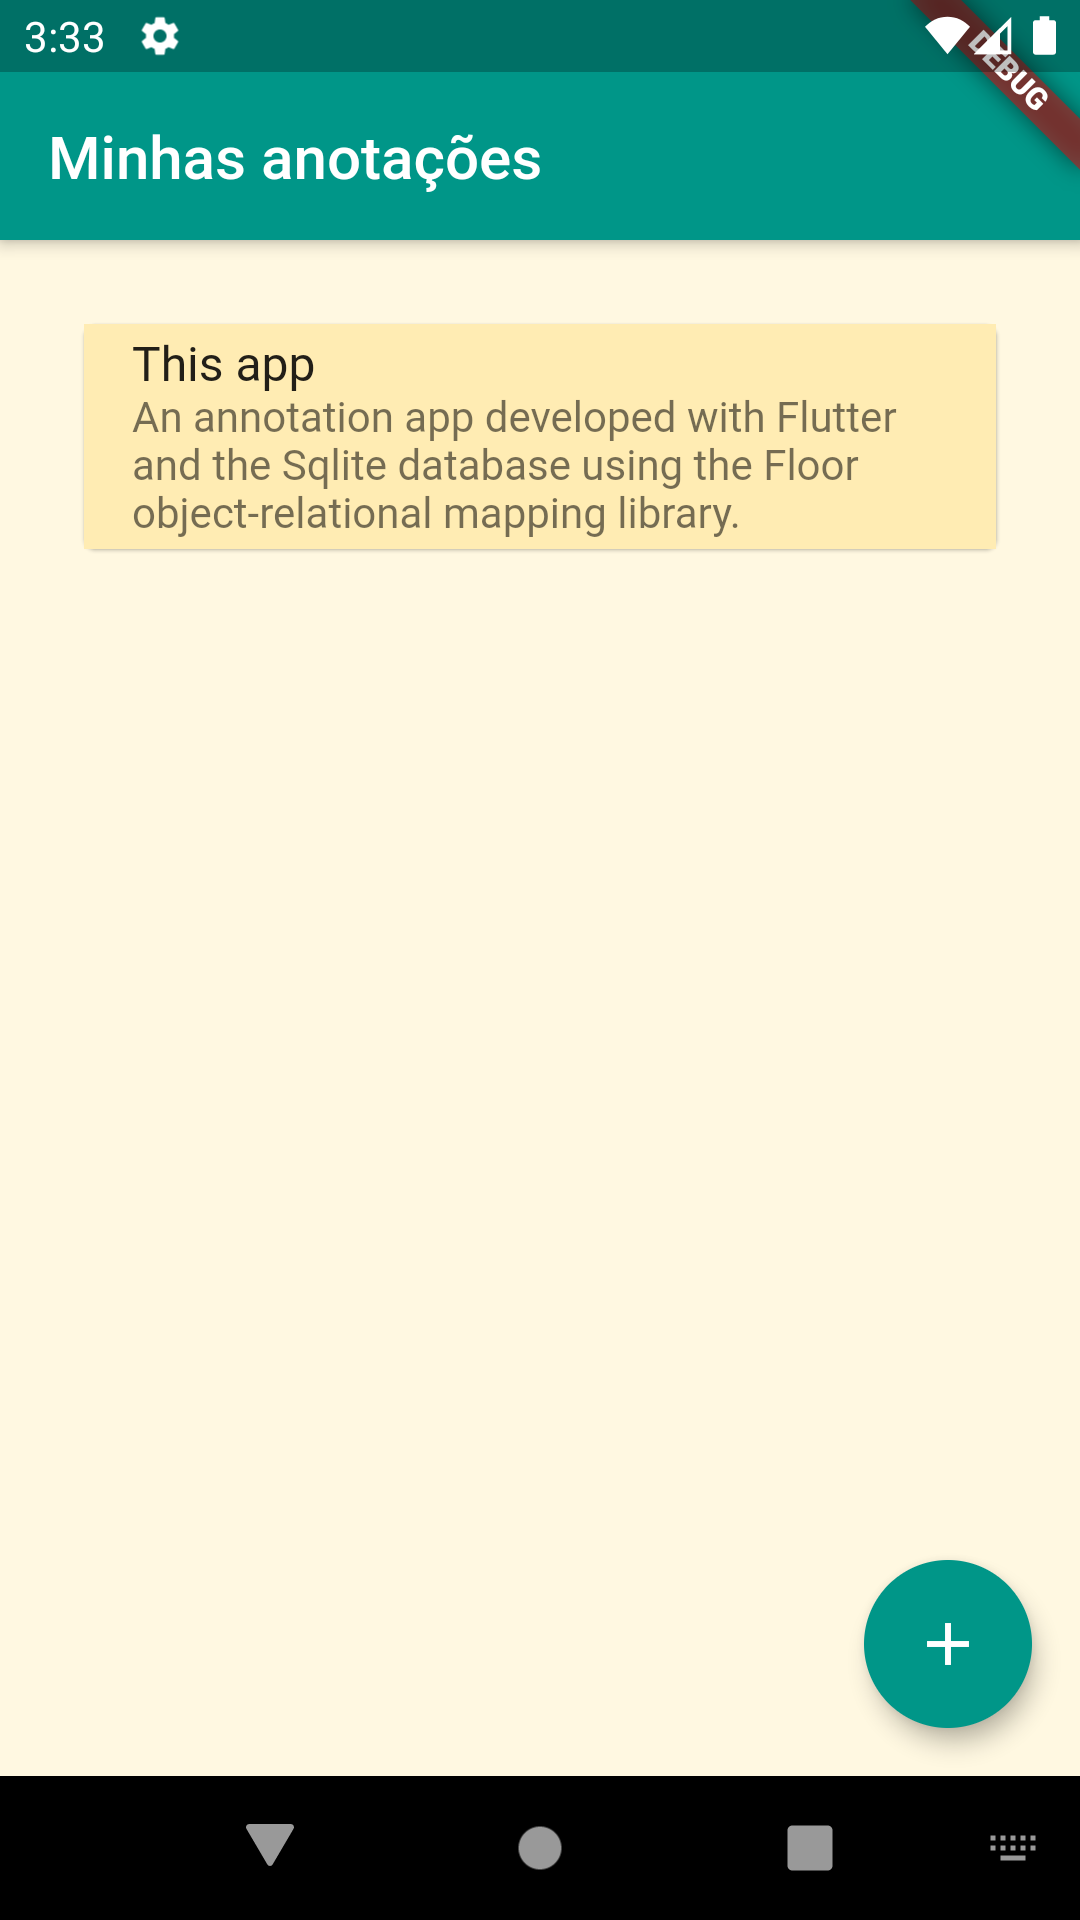 3:33
DEBUG
Minhas anotações
This app
An annotation app developed with Flutter
and the Sqlite database using the Floor
object-relational mapping library.